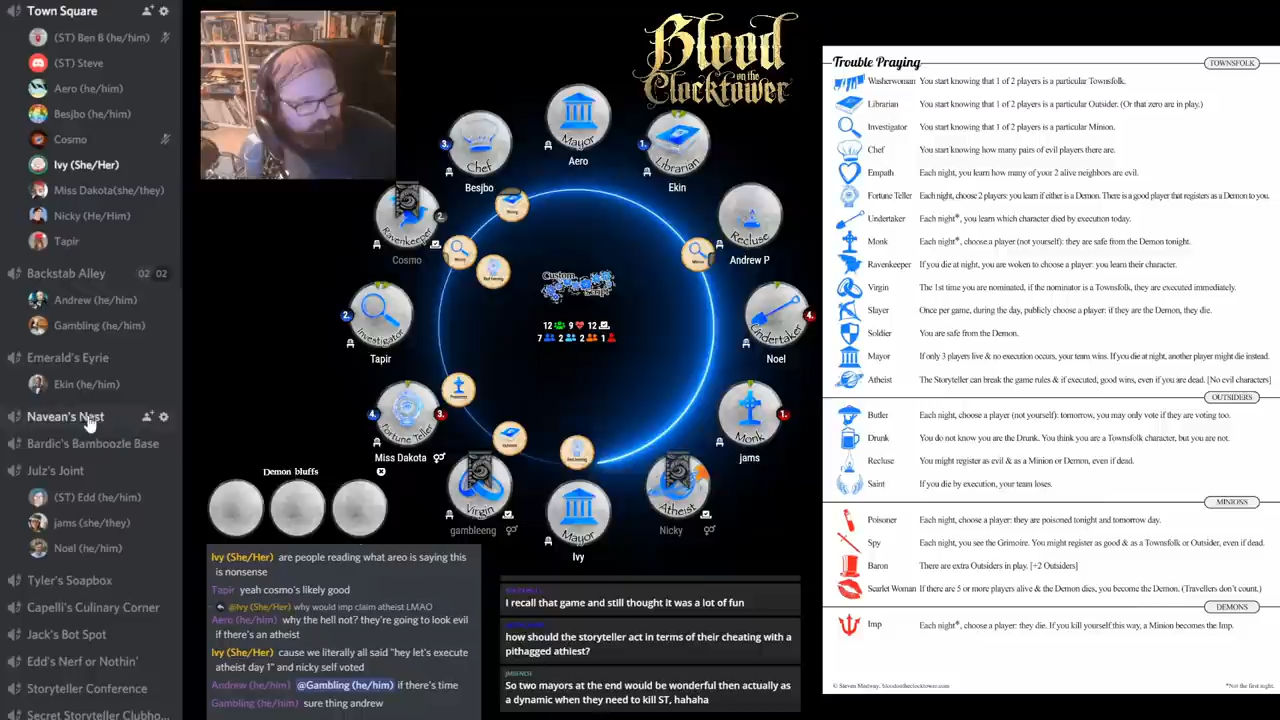 Town Square
(ST) Ben B (he/him)
(ST) Steve
Aero (he/him)
Besjbo (he/him)
Cosmo
Ivy (She/Her)
Miss Dakota(she/they)
Nicky (He/Him)
Tapir
Backstab Alley
02 02
Andrew (he/him)
Gambling (he/him)
Emerald's Eyrie
Ekin (he/him)
Navean's Nest
Bardic's Bamboozle Base
Julz's Joint
(ST) Edd (he/him)
jams (she/they)
Noel (he/him)
Tyler's Soapbox
Capelli's Culinary Corner
Jack's Bot Spot
Edd's Nerf or Nothin'
Storyteller Conference
Secret Storyteller Clubho...
Blood
on the
Clocktower
Mayor
Aero
1.
Librarian
Ekin
Recluse
Andrew P
Undertaker
4.
Noel
Monk
1.
jams
Atheist
Nicky
Mayor
Ivy
Virgin
gambleeng
4.
Fortune Teller
3.
Miss Dakota
2.
Investigator
Tapir
Ravenkeeper
2.
Cosmo
3.
Chef
Besjbo
Custom
Script
12 9 12
7 2 2 1
Demon bluffs
Ivy (She/Her) are people reading what areo is saying this
is nonsense
Tapir yeah cosmo's likely good
@Ivy (She/Her) why would imp claim atheist LMAO
Aero (he/him) why the hell not? they're going to look evil
if there's an atheist
Ivy (She/Her) cause we literally all said "hey let's execute
atheist day 1" and nicky self voted
Andrew (he/him) @Gambling (he/him) if there's time
Gambling (he/him) sure thing andrew
I recall that game and still thought it was a lot of fun
how should the storyteller act in terms of their cheating with a
pithagged athiest?
So two mayors at the end would be wonderful then actually as
a dynamic when they need to kill ST, hahaha
Trouble Praying
TOWNSFOLK
Washerwoman You start knowing that 1 of 2 players is a particular Townsfolk.
Librarian You start knowing that 1 of 2 players is a particular Outsider. (Or that zero are in play.)
Investigator You start knowing that 1 of 2 players is a particular Minion.
Chef You start knowing how many pairs of evil players there are.
Empath Each night, you learn how many of your 2 alive neighbors are evil.
Fortune Teller Each night, choose 2 players: you learn if either is a Demon. There is a good player that registers as a Demon to you.
Undertaker Each night*, you learn which character died by execution today.
Monk Each night*, choose a player (not yourself): they are safe from the Demon tonight.
Ravenkeeper If you die at night, you are woken to choose a player: you learn their character.
Virgin The 1st time you are nominated, if the nominator is a Townsfolk, they are executed immediately.
Slayer Once per game, during the day, publicly choose a player: if they are the Demon, they die.
Soldier You are safe from the Demon.
Mayor If only 3 players live & no execution occurs, your team wins. If you die at night, another player might die instead.
Atheist The Storyteller can break the game rules & if executed, good wins, even if you are dead. [No evil characters]
OUTSIDERS
Butler Each night, choose a player (not yourself): tomorrow, you may only vote if they are voting too.
Drunk You do not know you are the Drunk. You think you are a Townsfolk character, but you are not.
Recluse You might register as evil & as a Minion or Demon, even if dead.
Saint If you die by execution, your team loses.
MINIONS
Poisoner Each night, choose a player: they are poisoned tonight and tomorrow day.
Spy Each night, you see the Grimoire. You might register as good & as a Townsfolk or Outsider, even if dead.
Baron There are extra Outsiders in play. [+2 Outsiders]
Scarlet Woman If there are 5 or more players alive & the Demon dies, you become the Demon. (Travellers don't count.)
DEMONS
Imp Each night*, choose a player: they die. If you kill yourself this way, a Minion becomes the Imp.
© Steven Medway, bloodontheclocktower.com
*Not the first night.